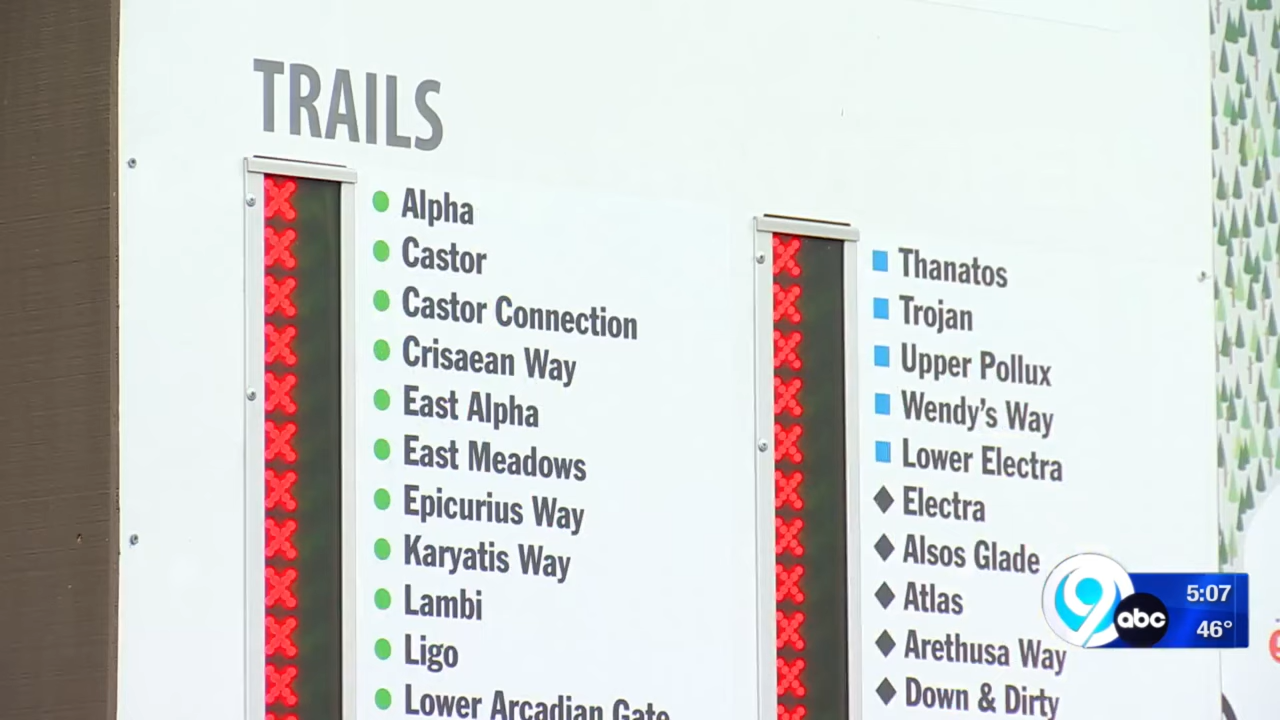 TRAILS
Alpha
Castor
Castor Connection
Crisaean Way
East Alpha
East Meadows
Epicurius Way
Karyatis Way
Lambi
Ligo
Lower Arcadian Gate
Thanatos
Trojan
Upper Pollux
Wendy's Way
Lower Electra
Electra
Alsos Glade
Atlas
Arethusa Way
Down & Dirty
9 abc
5:07
46°